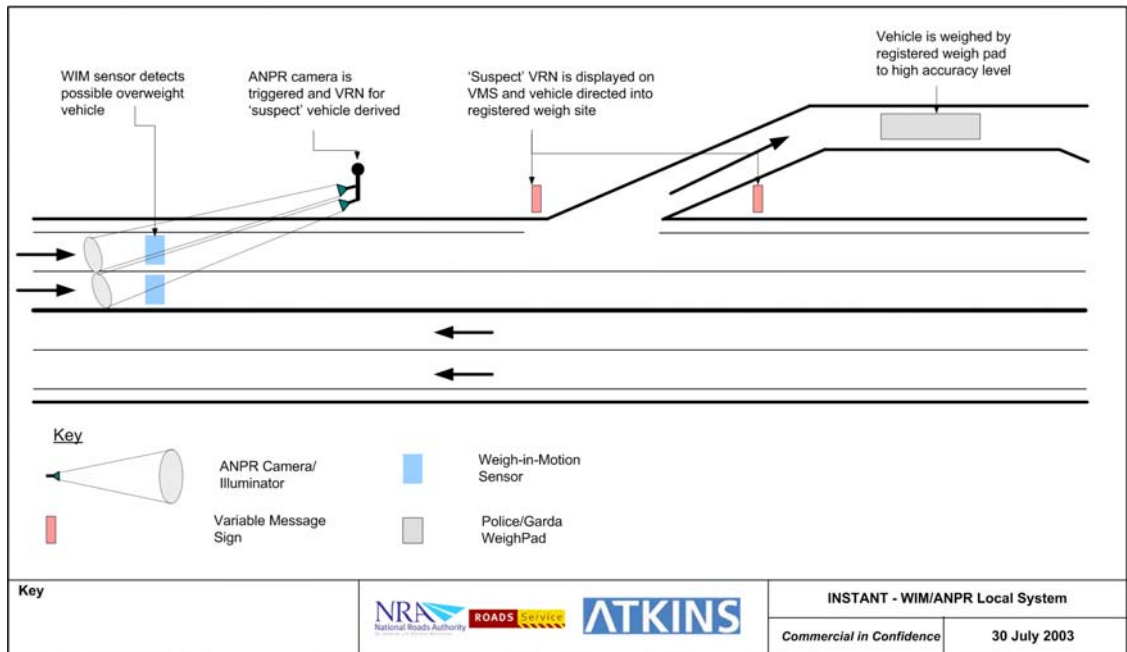 WIM sensor detects
possible overweight
vehicle
ANPR camera is
triggered and VRN for
‘suspect’ vehicle derived
‘Suspect’ VRN is displayed on
VMS and vehicle directed into
registered weigh site
Vehicle is weighed by
registered weigh pad
to high accuracy level
Key
ANPR Camera/
Illuminator
Weigh-in-Motion
Sensor
Variable Message
Sign
Police/Garda
WeighPad
Key
NRA
National Roads Authority
ROADS Service
ATKINS
INSTANT - WIM/ANPR Local System
Commercial in Confidence
30 July 2003